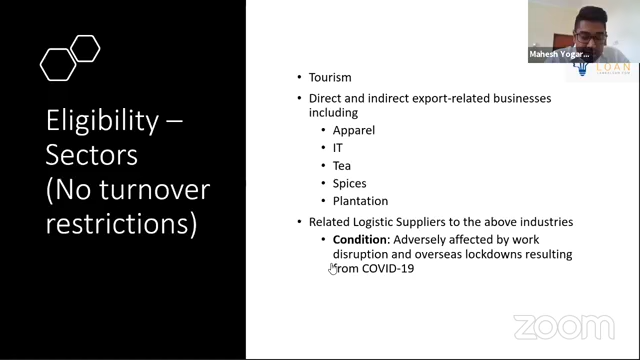 Mahesh Yogar...
LOAN
Eligibility –
Sectors
(No turnover
restrictions)
• Tourism
• Direct and indirect export-related businesses
including
• Apparel
• IT
• Tea
• Spices
• Plantation
• Related Logistic Suppliers to the above industries
• Condition: Adversely affected by work
disruption and overseas lockdowns resulting
from COVID-19
zoom